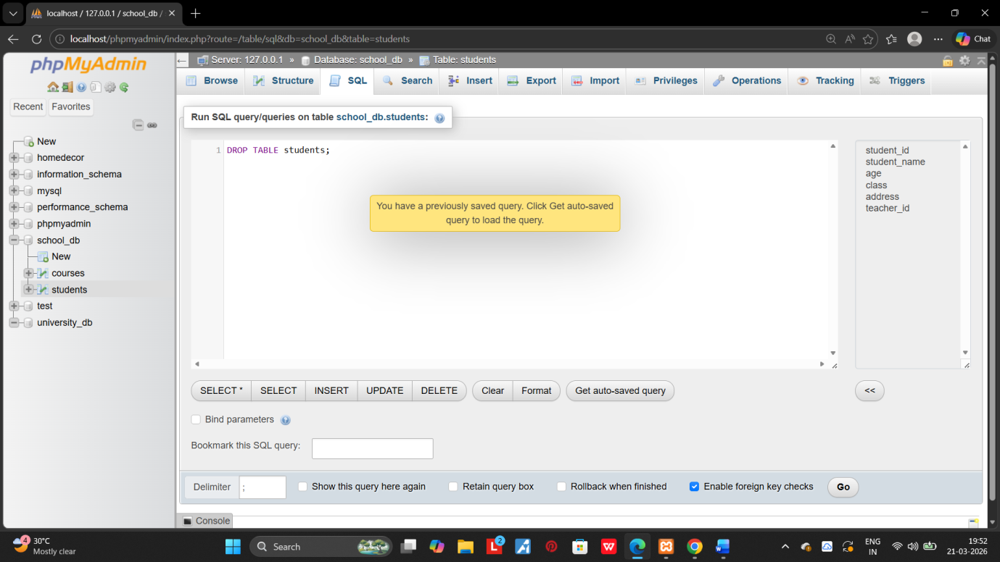 localhost / 127.0.0.1 / school_db /
localhost/phpmyadmin/index.php?route=/table/sql&db=school_db&table=students
Chat
phpMyAdmin
Recent
Favorites
New
homedecor
information_schema
mysql
performance_schema
phpmyadmin
school_db
New
courses
students
test
university_db
Server: 127.0.0.1 » Database: school_db » Table: students
Browse Structure SQL Search Insert Export Import Privileges Operations Tracking Triggers
Run SQL query/queries on table school_db.students:
1 DROP TABLE students;
You have a previously saved query. Click Get auto-saved
query to load the query.
student_id
student_name
age
class
address
teacher_id
SELECT * SELECT INSERT UPDATE DELETE Clear Format Get auto-saved query <<
Bind parameters
Bookmark this SQL query:
Delimiter ; Show this query here again Retain query box Rollback when finished Enable foreign key checks Go
Console
4
30°C
Mostly clear
Search
L 2
W
W
ENG
IN
19:52
21-03-2026